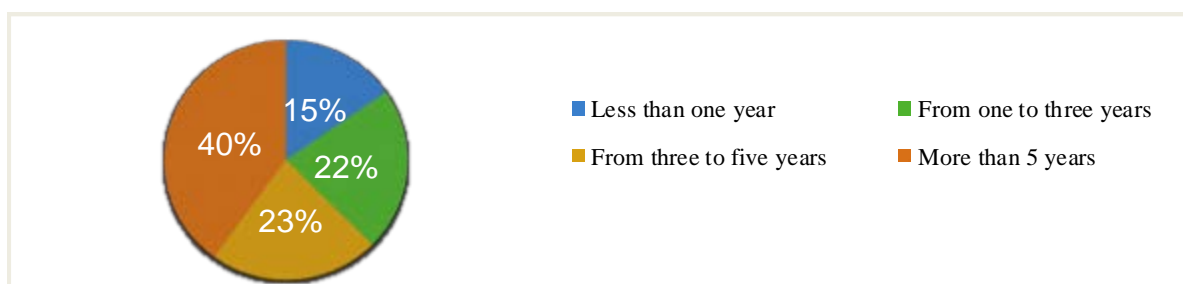 15%
40%
22%
23%
Less than one year
From one to three years
From three to five years
More than 5 years